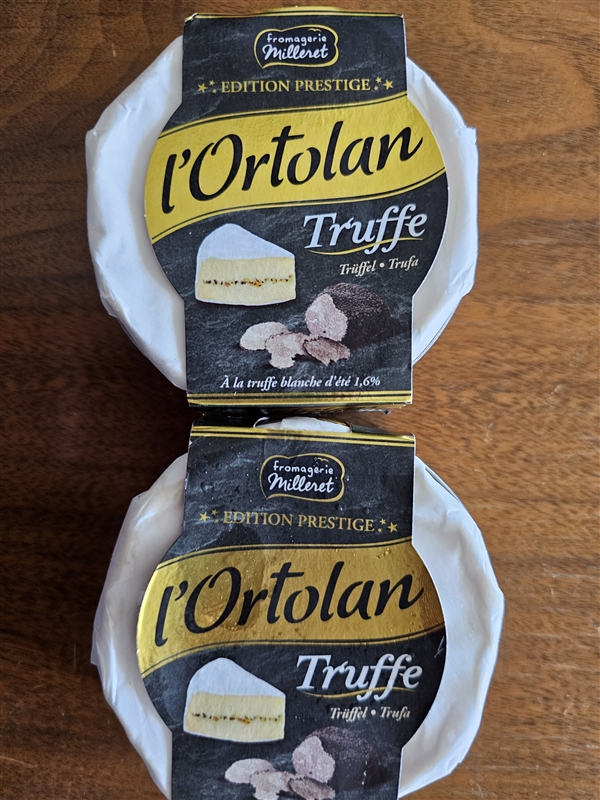 fromagerie
Milleret
EDITION PRESTIGE
l'Ortolan
Truffe
Trüffel • Trufa
À la truffe blanche d'été 1,6%
fromagerie
Milleret
EDITION PRESTIGE
l'Ortolan
Truffe
Trüffel • Trufa